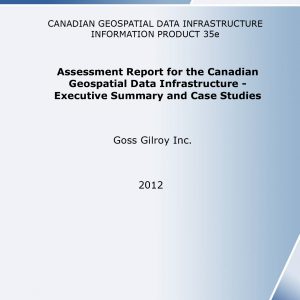 CANADIAN GEOSPATIAL DATA INFRASTRUCTURE
INFORMATION PRODUCT 35e
Assessment Report for the Canadian
Geospatial Data Infrastructure -
Executive Summary and Case Studies
Goss Gilroy Inc.
2012